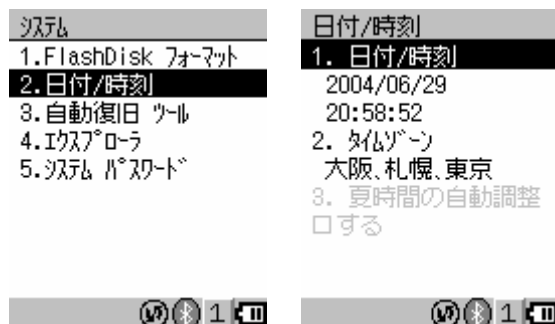 ｼｽﾃﾑ
1.FlashDisk ﾌｫｰﾏｯﾄ
2.日付/時刻
3.自動復旧 ﾂｰﾙ
4.ｴｸｽﾌﾟﾛｰﾗ
5.ｼｽﾃﾑ ﾊﾟｽﾜｰﾄﾞ
1
日付/時刻
1. 日付/時刻
2004/06/29
20:58:52
2. ﾀｲﾑｿﾞｰﾝ
大阪､札幌､東京
3. 夏時間の自動調整
□する
1